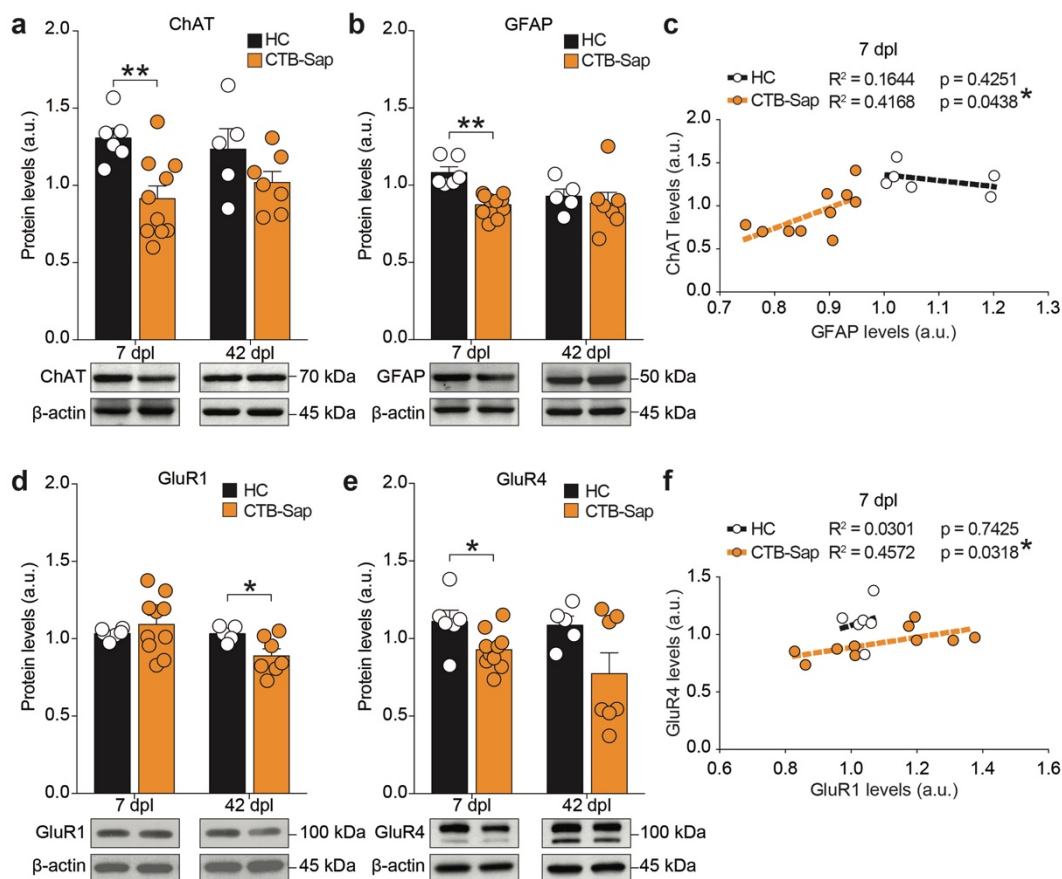 a
ChAT
HC
CTB-Sap
**
Protein levels (a.u.)
2.0
1.5
1.0
0.5
0.0
7 dpl
42 dpl
ChAT
70 kDa
β-actin
45 kDa
b
GFAP
HC
CTB-Sap
**
Protein levels (a.u.)
2.0
1.5
1.0
0.5
0.0
7 dpl
42 dpl
GFAP
50 kDa
β-actin
45 kDa
c
7 dpl
HC R² = 0.1644 p = 0.4251
CTB-Sap R² = 0.4168 p = 0.0438*
ChAT levels (a.u.)
2.0
1.5
1.0
0.5
0.0
0.7 0.8 0.9 1.0 1.1 1.2 1.3
GFAP levels (a.u.)
d
GluR1
HC
CTB-Sap
*
Protein levels (a.u.)
2.0
1.5
1.0
0.5
0.0
7 dpl
42 dpl
GluR1
100 kDa
β-actin
45 kDa
e
GluR4
HC
CTB-Sap
*
Protein levels (a.u.)
2.0
1.5
1.0
0.5
0.0
7 dpl
42 dpl
GluR4
100 kDa
β-actin
45 kDa
f
7 dpl
HC R² = 0.0301 p = 0.7425
CTB-Sap R² = 0.4572 p = 0.0318*
GluR4 levels (a.u.)
1.5
1.0
0.5
0.0
0.6 0.8 1.0 1.2 1.4 1.6
GluR1 levels (a.u.)